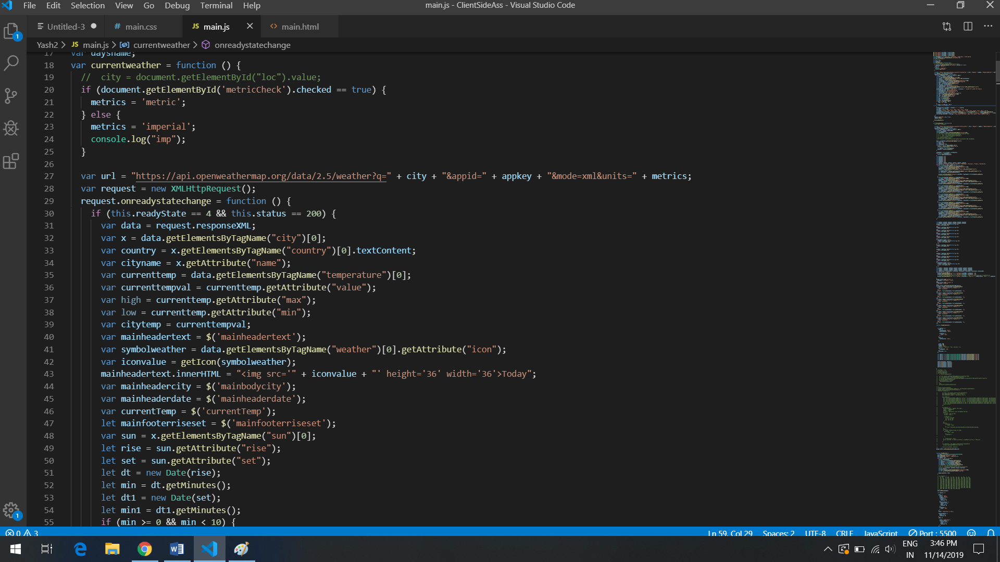 File Edit Selection View Go Debug Terminal Help
main.js - ClientSideAss - Visual Studio Code
Untitled-3 # main.css JS main.js <> main.html
Yash2 > JS main.js > currentweather > onreadystatechange
17 var daysname;
18 var currentweather = function () {
19 //  city = document.getElementById("loc").value;
20 if (document.getElementById('metricCheck').checked == true) {
21 metrics = 'metric';
22 } else {
23 metrics = 'imperial';
24 console.log("imp");
25 }
26
27 var url = "https://api.openweathermap.org/data/2.5/weather?q=" + city + "&appid=" + appkey + "&mode=xml&units=" + metrics;
28 var request = new XMLHttpRequest();
29 request.onreadystatechange = function () {
30 if (this.readyState == 4 && this.status == 200) {
31 var data = request.responseXML;
32 var x = data.getElementsByTagName("city")[0];
33 var country = x.getElementsByTagName("country")[0].textContent;
34 var cityname = x.getAttribute("name");
35 var currenttemp = data.getElementsByTagName("temperature")[0];
36 var currenttempval = currenttemp.getAttribute("value");
37 var high = currenttemp.getAttribute("max");
38 var low = currenttemp.getAttribute("min");
39 var citytemp = currenttempval;
40 var mainheadertext = $('mainheadertext');
41 var symbolweather = data.getElementsByTagName("weather")[0].getAttribute("icon");
42 var iconvalue = getIcon(symbolweather);
43 mainheadertext.innerHTML = "<img src='" + iconvalue + "' height='36' width='36'>Today";
44 var mainheadercity = $('mainbodycity');
45 var mainheaderdate = $('mainheaderdate');
46 var currentTemp = $('currentTemp');
47 let mainfooterriseset = $('mainfooterriseset');
48 var sun = x.getElementsByTagName("sun")[0];
49 let rise = sun.getAttribute("rise");
50 let set = sun.getAttribute("set");
51 let dt = new Date(rise);
52 let min = dt.getMinutes();
53 let dt1 = new Date(set);
54 let min1 = dt1.getMinutes();
55 if (min >= 0 && min < 10) {
1
1
0 3 Ln 59, Col 29 Spaces: 2 UTF-8 CRLF JavaScript Port : 5500
ENG 3:46 PM
IN 11/14/2019